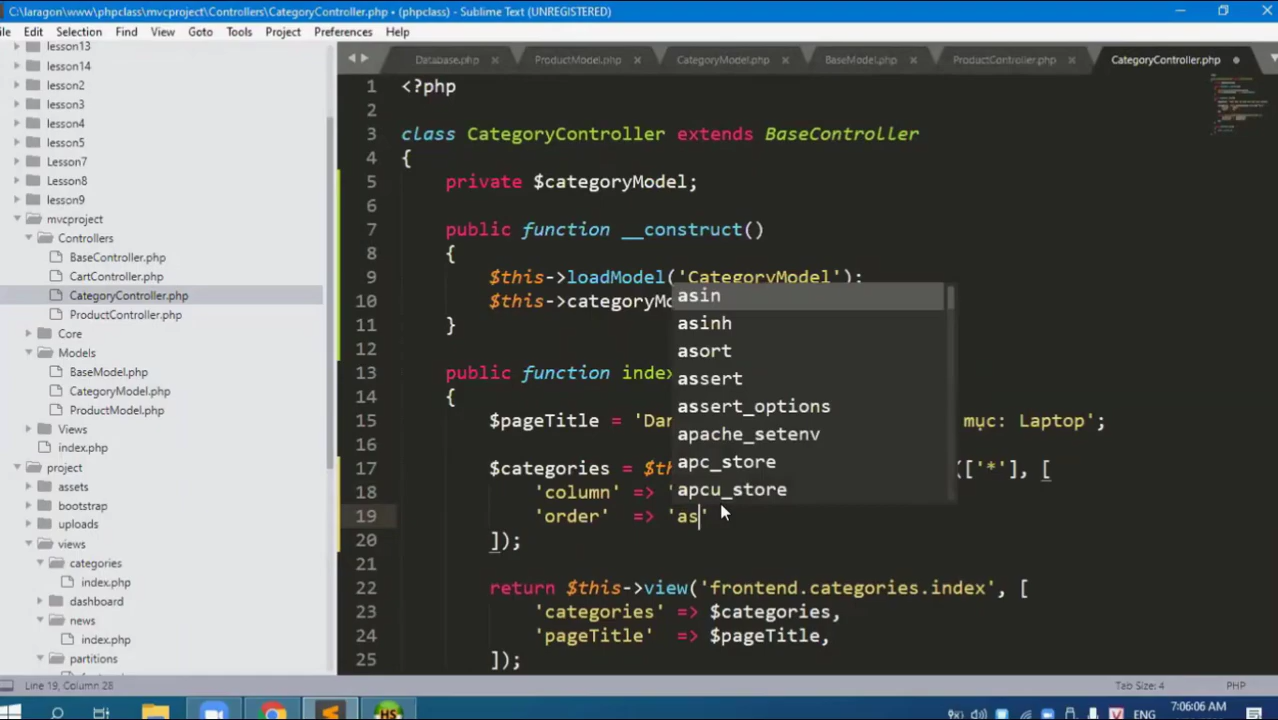 C:\laragon\www\phpclass\mvcproject\Controllers\CategoryController.php • (phpclass) - Sublime Text (UNREGISTERED)
ile Edit Selection Find View Goto Tools Project Preferences Help
lesson13
lesson14
lesson2
lesson3
lesson4
lesson5
Lesson7
Lesson8
lesson9
mvcproject
Controllers
BaseController.php
CartController.php
CategoryController.php
ProductController.php
Core
Models
BaseModel.php
CategoryModel.php
ProductModel.php
Views
index.php
project
assets
bootstrap
uploads
views
categories
index.php
dashboard
news
index.php
partitions
Database.php ProductModel.php CategoryModel.php BaseModel.php ProductController.php CategoryController.php
1 <?php
2
3 class CategoryController extends BaseController
4 {
5 private $categoryModel;
6
7 public function __construct()
8 {
9 $this->loadModel('CategoryModel');
10 $this->categoryMo
11 }
12
13 public function index
14 {
15 $pageTitle = 'Dan mục: Laptop';
16
17 $categories = $th (['*'], [
18 'column' => '
19 'order' => 'as'
20 ]);
21
22 return $this->view('frontend.categories.index', [
23 'categories' => $categories,
24 'pageTitle' => $pageTitle,
25 ]);
asin
asinh
asort
assert
assert_options
apache_setenv
apc_store
apcu_store
Line 19, Column 28 Tab Size: 4 PHP
ENG 7:06:06 AM